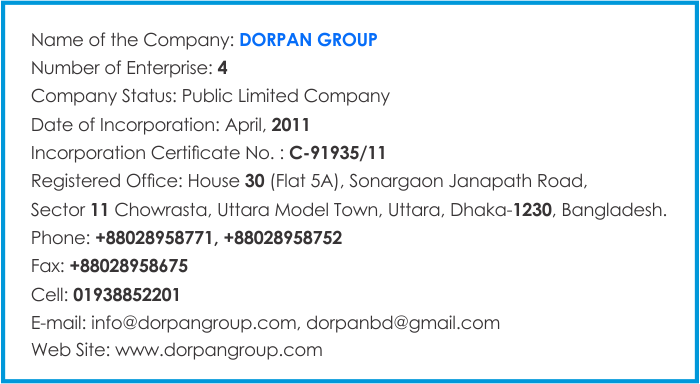 Name of the Company: DORPAN GROUP
Number of Enterprise: 4
Company Status: Public Limited Company
Date of Incorporation: April, 2011
Incorporation Certificate No. : C-91935/11
Registered Office: House 30 (Flat 5A), Sonargaon Janapath Road,
Sector 11 Chowrasta, Uttara Model Town, Uttara, Dhaka-1230, Bangladesh.
Phone: +88028958771, +88028958752
Fax: +88028958675
Cell: 01938852201
E-mail: info@dorpangroup.com, dorpanbd@gmail.com
Web Site: www.dorpangroup.com